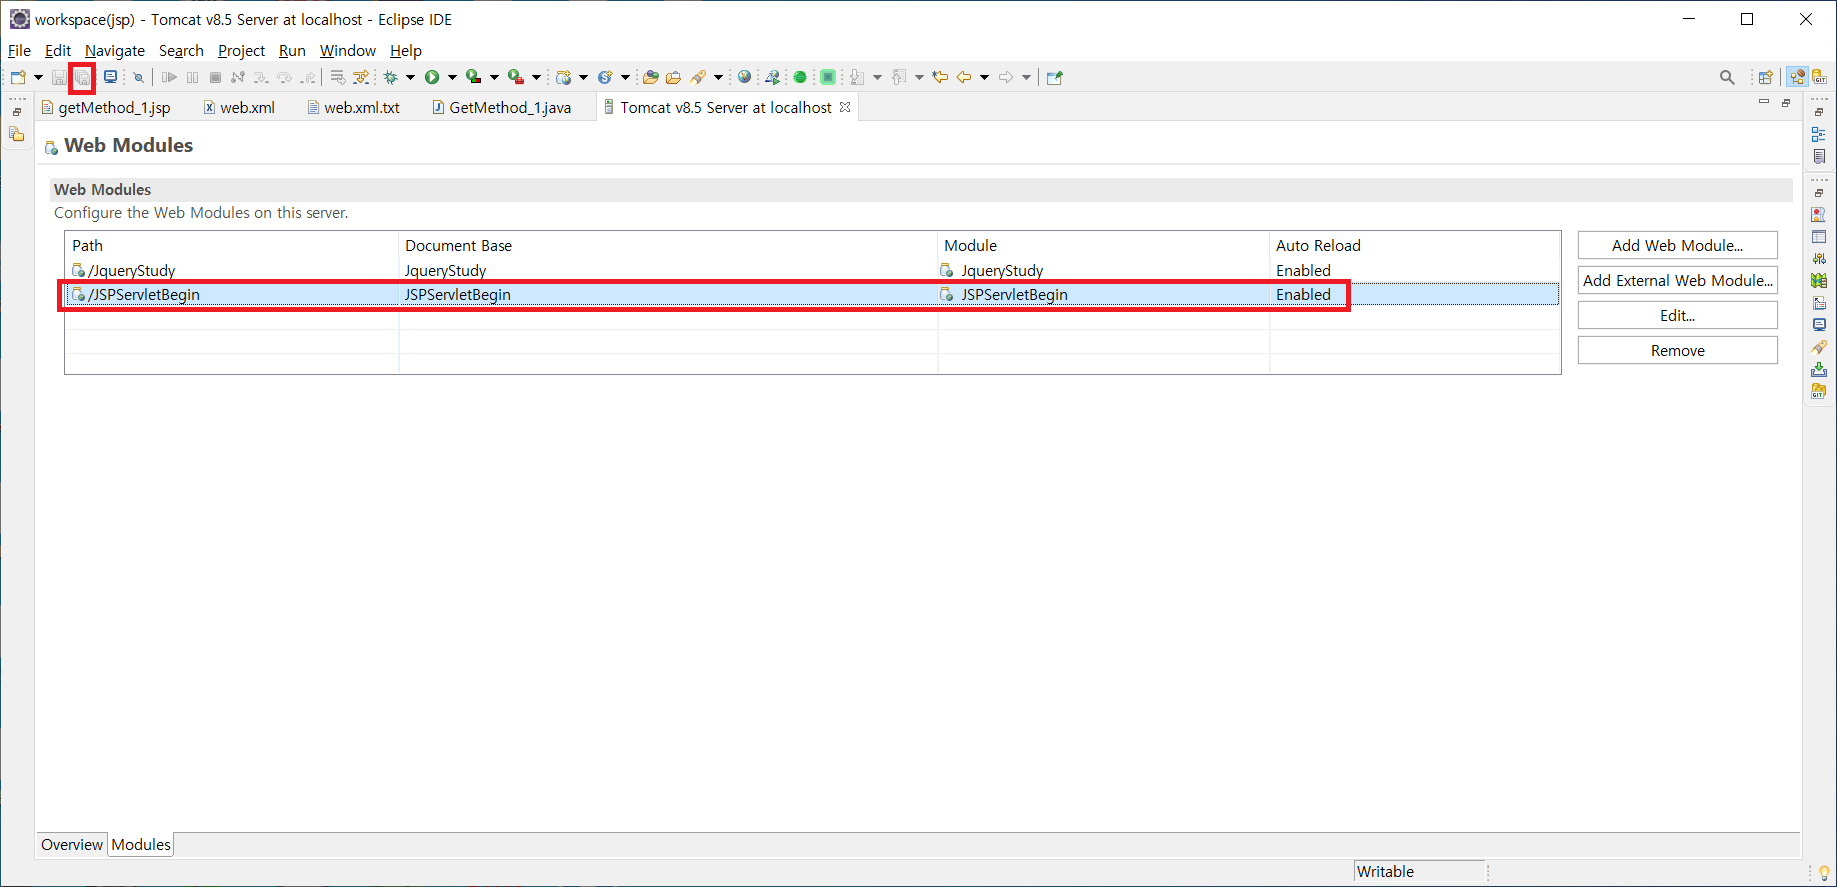 workspace(jsp) - Tomcat v8.5 Server at localhost - Eclipse IDE
File Edit Navigate Search Project Run Window Help
getMethod_1.jsp web.xml web.xml.txt GetMethod_1.java Tomcat v8.5 Server at localhost
Web Modules
Web Modules
Configure the Web Modules on this server.
Path Document Base Module Auto Reload
/JqueryStudy JqueryStudy JqueryStudy Enabled
/JSPServletBegin JSPServletBegin JSPServletBegin Enabled
Add Web Module...
Add External Web Module...
Edit...
Remove
Overview Modules
Writable